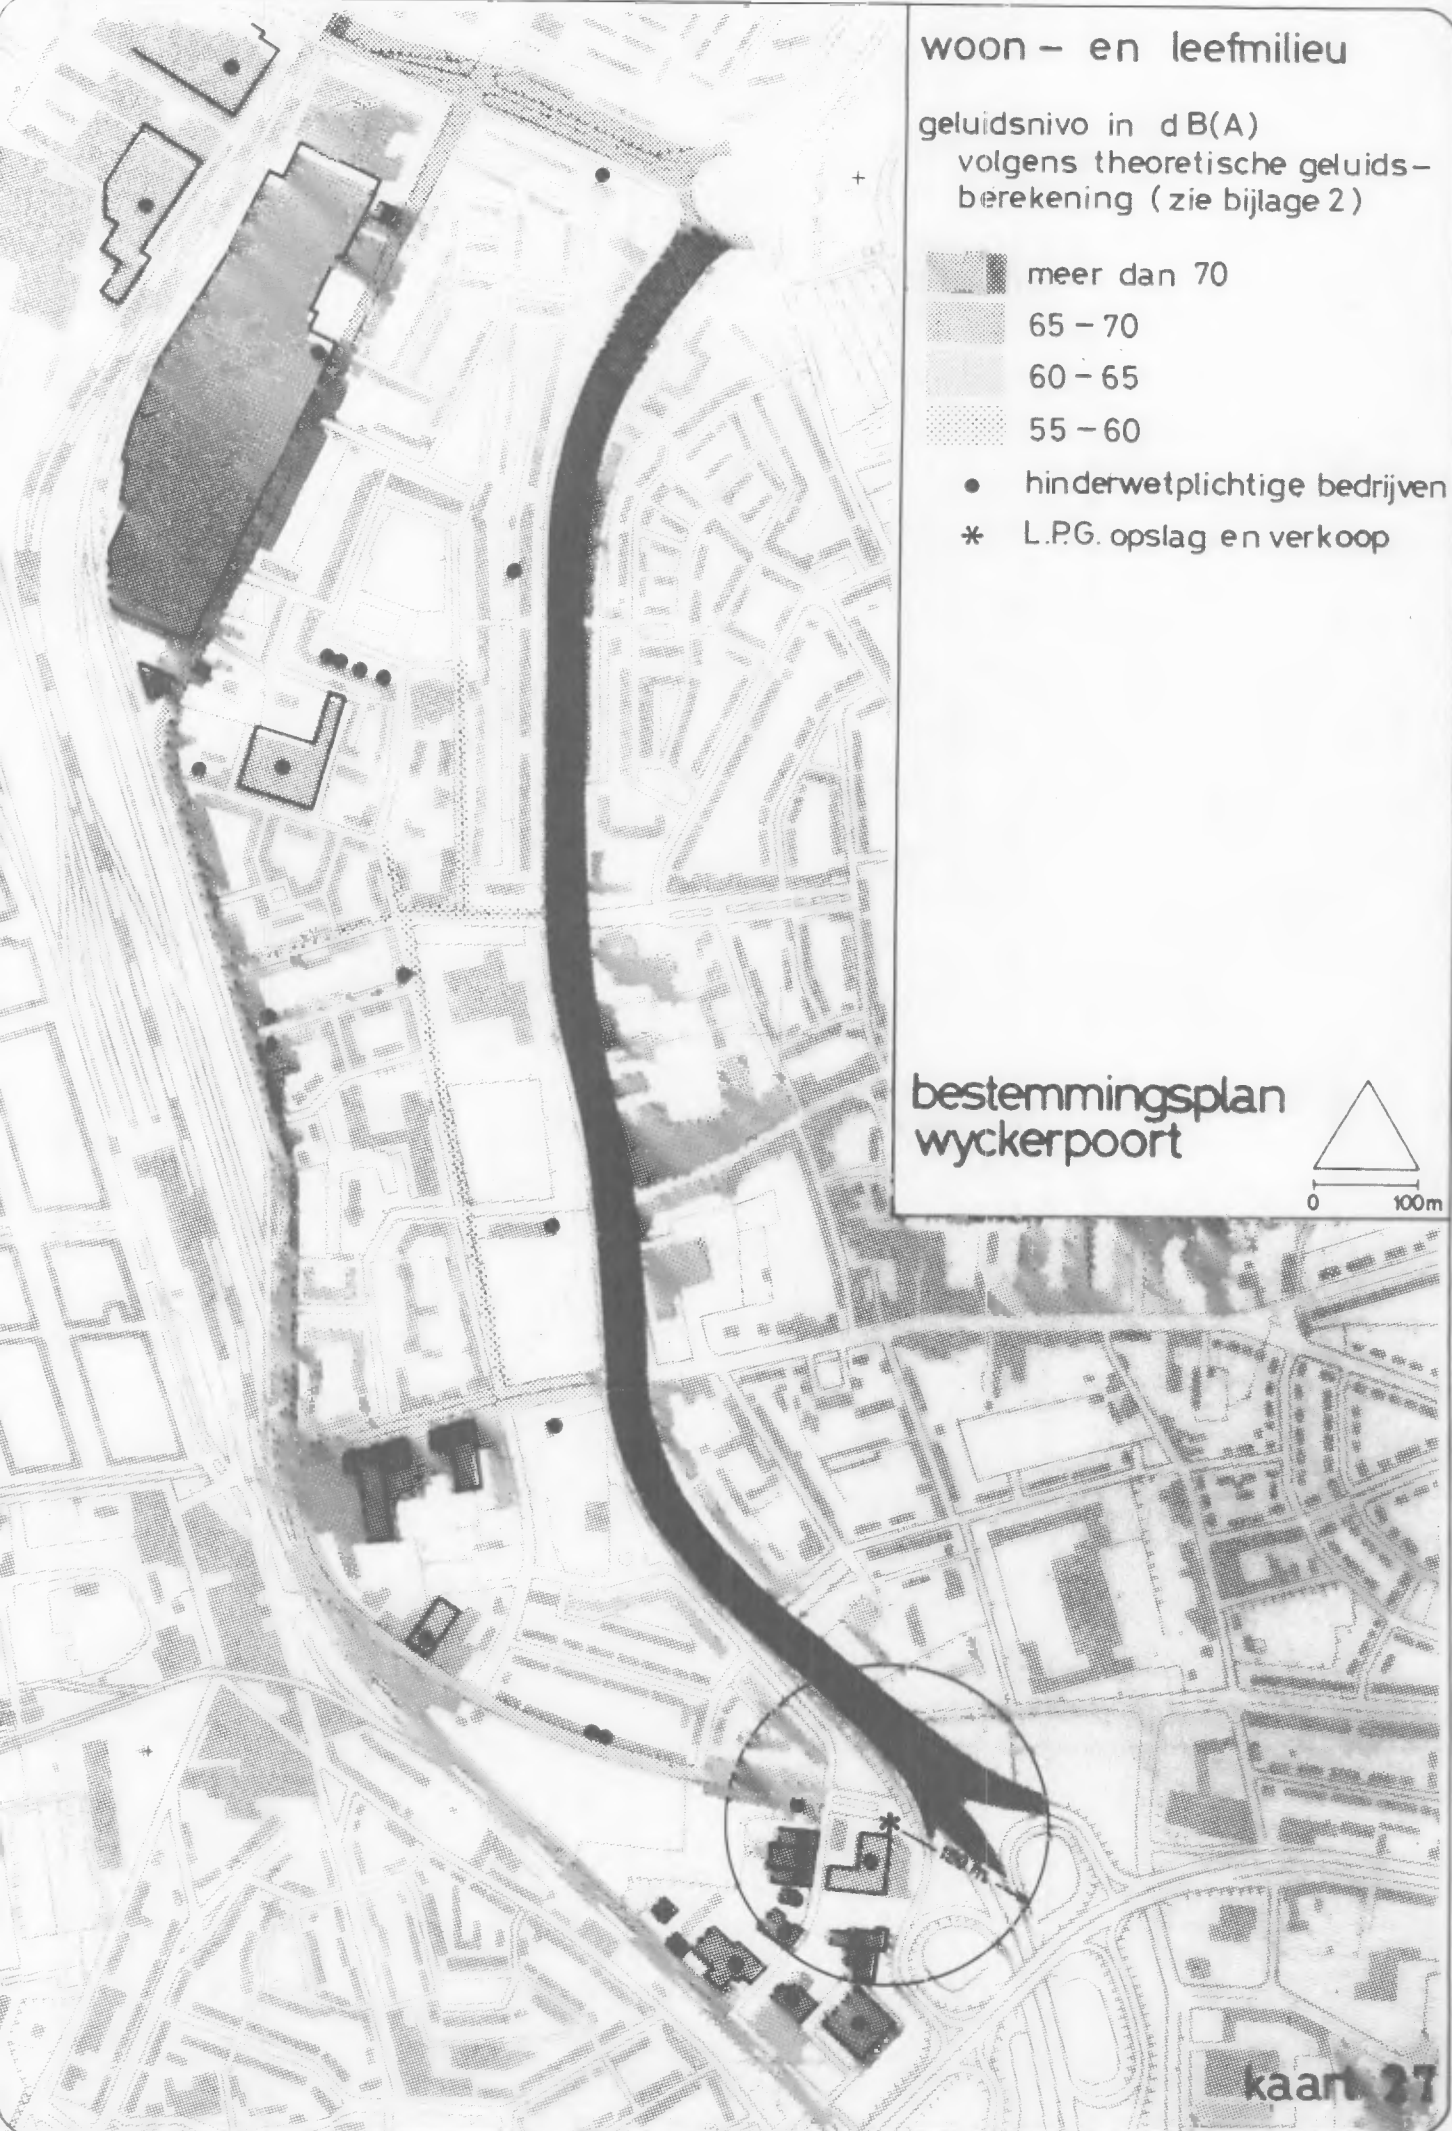 woon - en leefmilieu
geluidsnivo in dB(A)
volgens theoretische geluids-
berekening (zie bijlage 2)
meer dan 70
65 - 70
60 - 65
55 - 60
hinderwetplichtige bedrijven
L.P.G. opslag en verkoop
bestemmingsplan
wyckerpoort
0 100m
150 m.
kaart 27